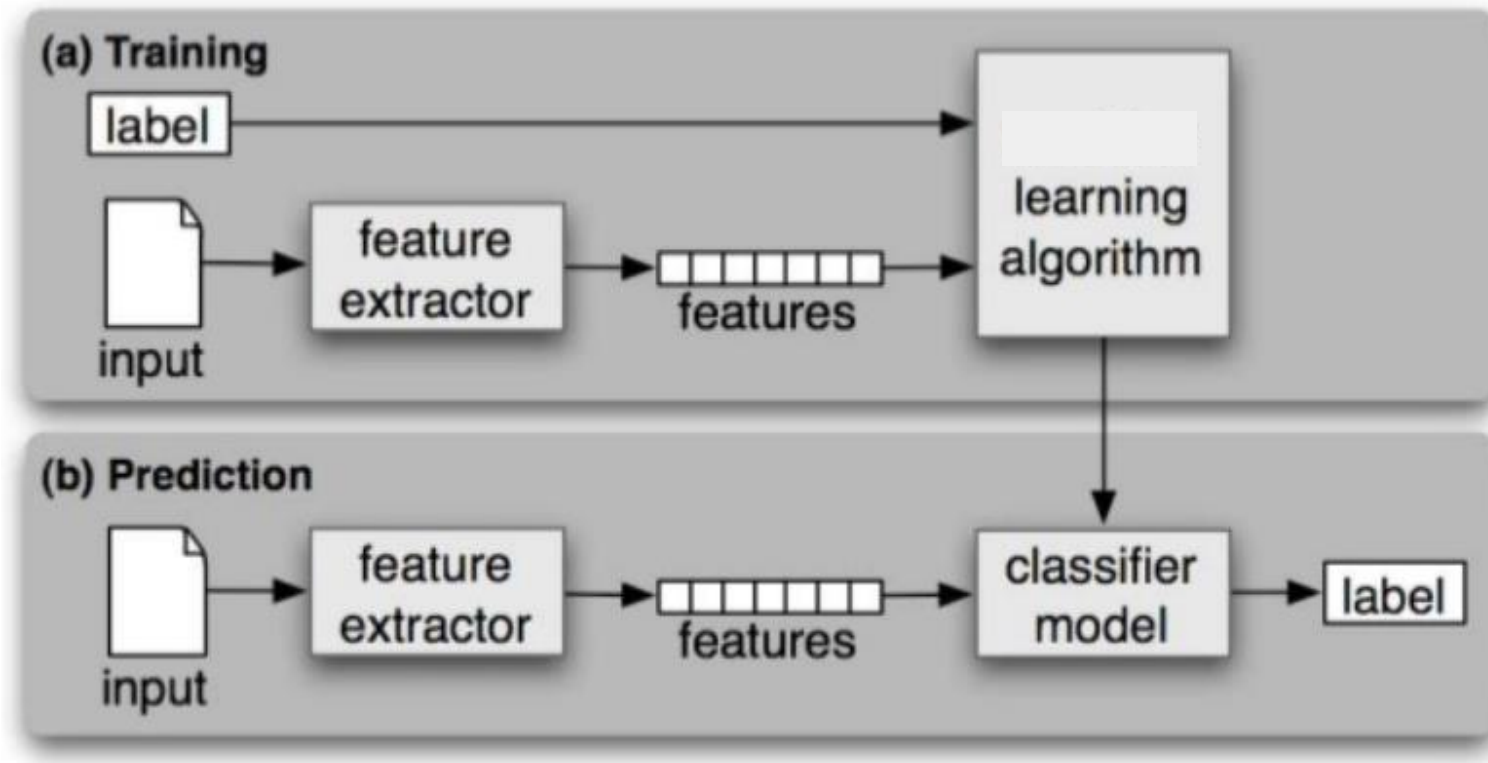 (a) Training
label
feature
extractor
features
input
learning
algorithm
(b) Prediction
feature
extractor
features
input
classifier
model
label